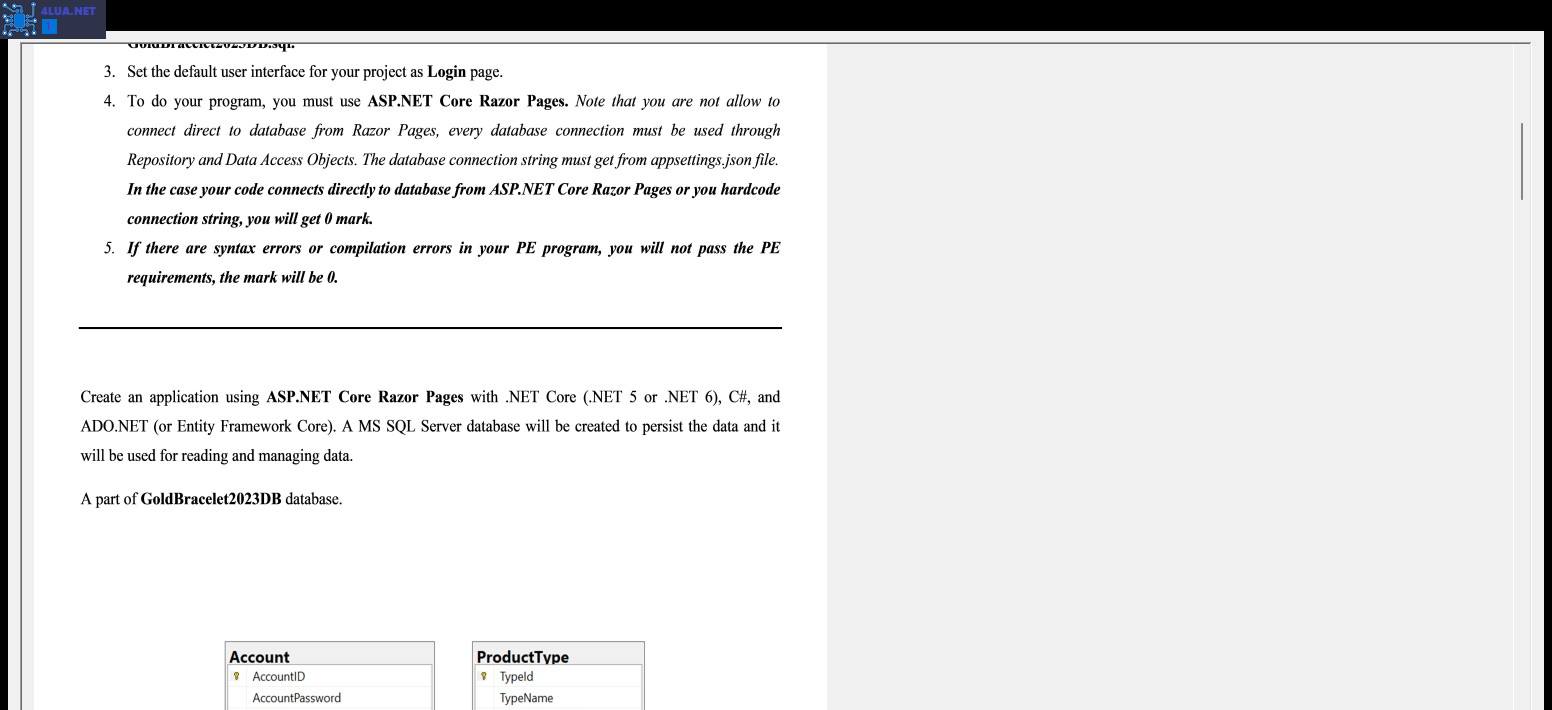 4LUA.NET
GoldBracelet2023DB.sql.
3. Set the default user interface for your project as Login page.
4. To do your program, you must use ASP.NET Core Razor Pages. Note that you are not allow to
connect direct to database from Razor Pages, every database connection must be used through
Repository and Data Access Objects. The database connection string must get from appsettings.json file.
In the case your code connects directly to database from ASP.NET Core Razor Pages or you hardcode
connection string, you will get 0 mark.
5. If there are syntax errors or compilation errors in your PE program, you will not pass the PE
requirements, the mark will be 0.
Create an application using ASP.NET Core Razor Pages with .NET Core (.NET 5 or .NET 6), C#, and
ADO.NET (or Entity Framework Core). A MS SQL Server database will be created to persist the data and it
will be used for reading and managing data.
A part of GoldBracelet2023DB database.
Account
AccountID
AccountPassword
ProductType
TypeId
TypeName